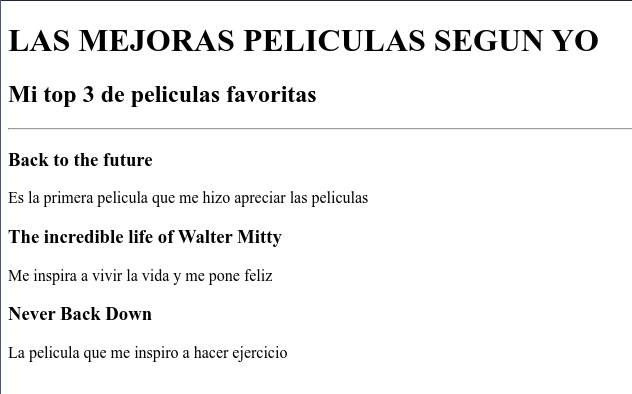 LAS MEJORAS PELICULAS SEGUN YO
Mi top 3 de peliculas favoritas
Back to the future
Es la primera pelicula que me hizo apreciar las peliculas
The incredible life of Walter Mitty
Me inspira a vivir la vida y me pone feliz
Never Back Down
La pelicula que me inspiro a hacer ejercicio